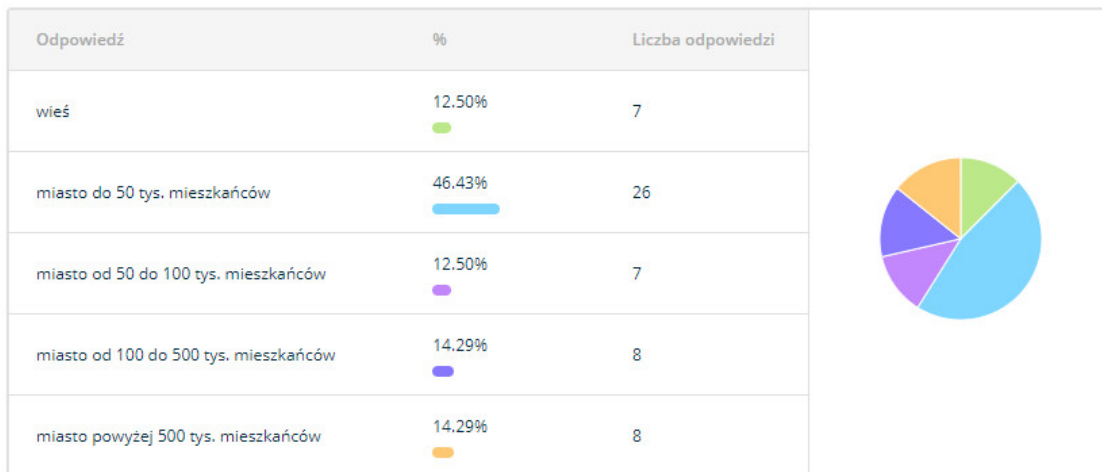 Odpowiedź % Liczba odpowiedzi
wieś 12.50% 7
miasto do 50 tys. mieszkańców 46.43% 26
miasto od 50 do 100 tys. mieszkańców 12.50% 7
miasto od 100 do 500 tys. mieszkańców 14.29% 8
miasto powyżej 500 tys. mieszkańców 14.29% 8